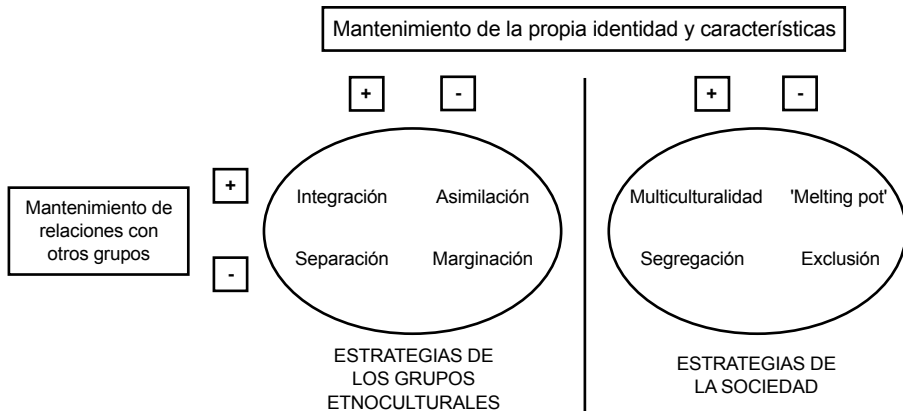 Mantenimiento de la propia identidad y características
+ - + -
+
Integración Asimilación Multiculturalidad 'Melting pot'
Mantenimiento de
relaciones con
otros grupos
-
Separación Marginación Segregación Exclusión
ESTRATEGIAS DE
LOS GRUPOS
ETNOCULTURALES
ESTRATEGIAS DE
LA SOCIEDAD